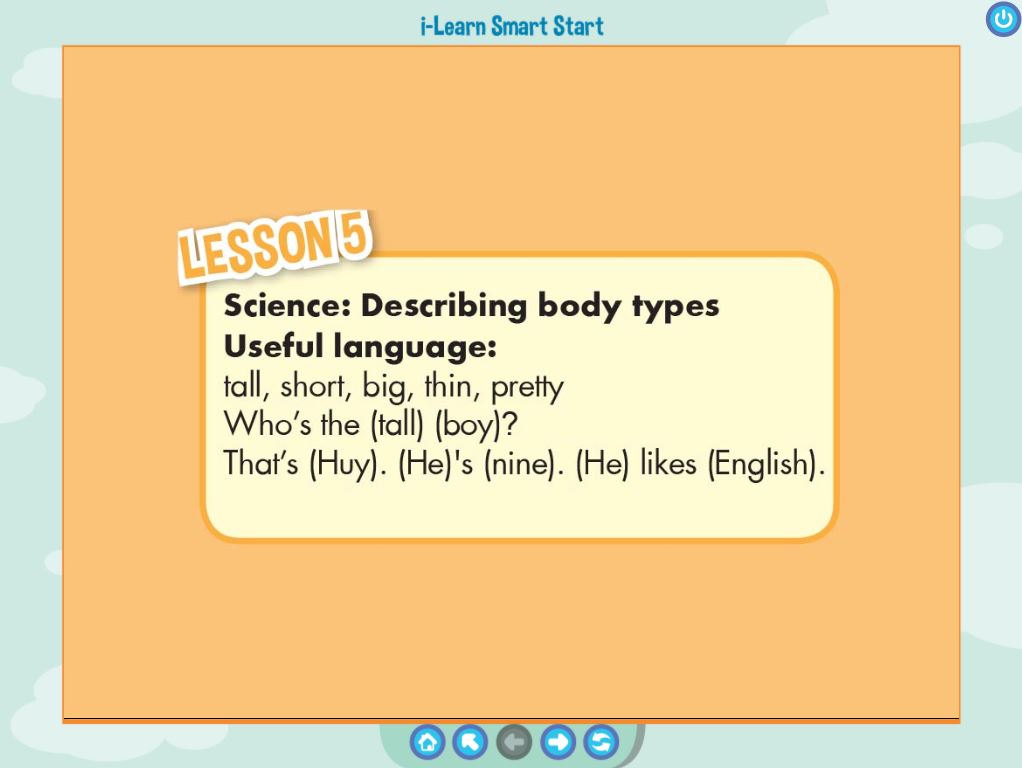 i-Learn Smart Start
LESSON 5
Science: Describing body types
Useful language:
tall, short, big, thin, pretty
Who's the (tall) (boy)?
That's (Huy). (He)'s (nine). (He) likes (English).